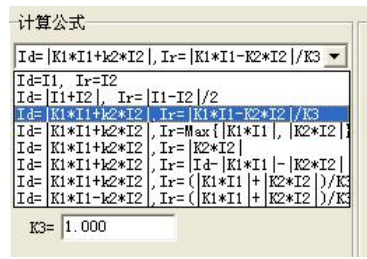 计算公式
Id=|K1*I1+k2*I2|,Ir=|K1*I1-K2*I2|/K3
Id=I1, Ir=I2
Id=|I1+I2|, Ir=|I1-I2|/2
Id=|K1*I1+k2*I2|,Ir=|K1*I1-K2*I2|/K3
Id=|K1*I1+k2*I2|,Ir=Max{|K1*I1|,|K2*I2|}
Id=|K1*I1+k2*I2|,Ir=|K2*I2|
Id=|K1*I1+k2*I2|,Ir=|Id-|K1*I1|-|K2*I2|
Id=|K1*I1+k2*I2|,Ir=(|K1*I1|+|K2*I2|)/K3
Id=|K1*I1-k2*I2|,Ir=(|K1*I1|+|K2*I2|)/K3
K3= 1.000